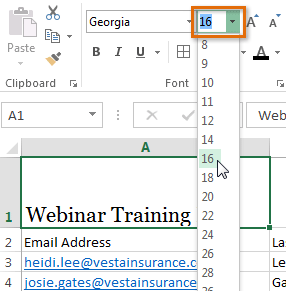 Georgia 16
A A
Paste
A
Clipboard Font
8
9
10
11
12
14
16
18
20
22
24
26
28
36
A1 Web
A
1 Webinar Training
2 Email Address La
3 heidi.lee@vestainsurance.c Le
4 josie.gates@vestainsurance. Ga